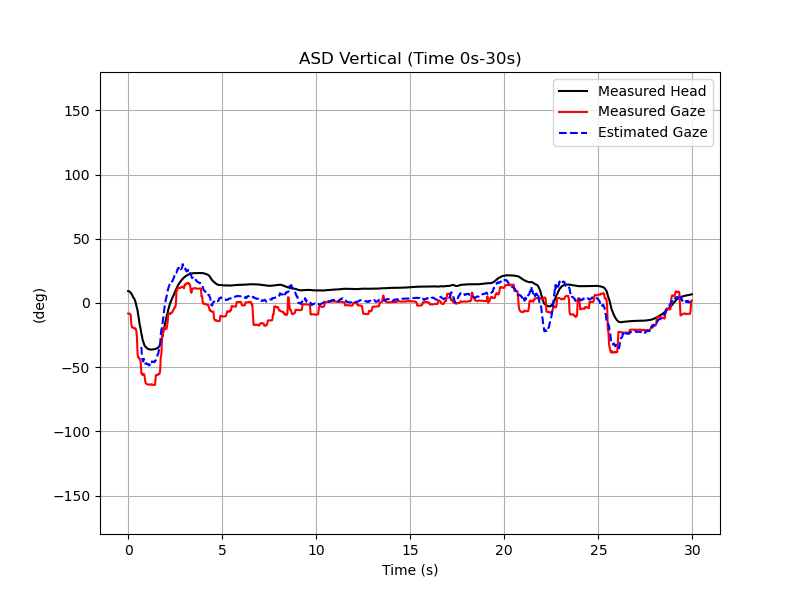 ASD Vertical (Time 0s-30s)
Measured Head
Measured Gaze
Estimated Gaze
150
100
50
0
−50
−100
−150
(deg)
0 5 10 15 20 25 30
Time (s)